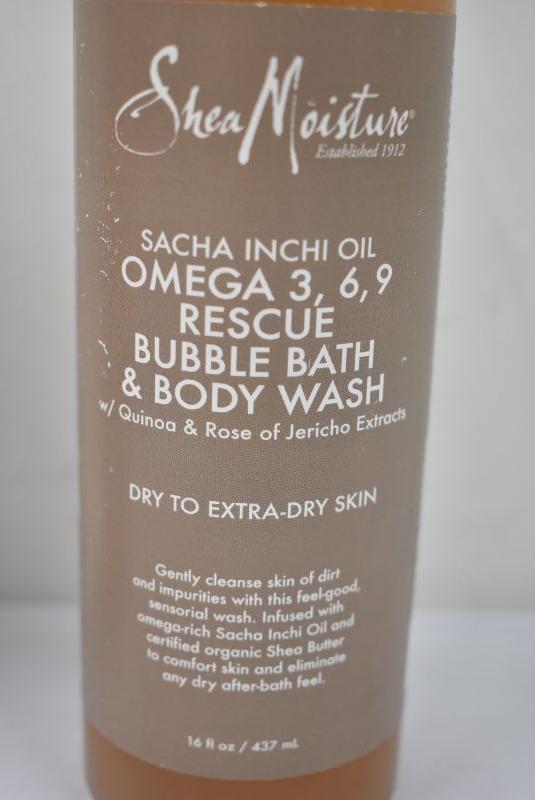 SheaMoisture®
Established 1912
SACHA INCHI OIL
OMEGA 3, 6, 9
RESCUE
BUBBLE BATH
& BODY WASH
w/ Quinoa & Rose of Jericho Extracts
DRY TO EXTRA-DRY SKIN
Gently cleanse skin of dirt
and impurities with this feel-good,
sensorial wash. Infused with
omega-rich Sacha Inchi Oil and
certified organic Shea Butter
to comfort skin and eliminate
any dry after-bath feel.
16 fl oz / 437 mL